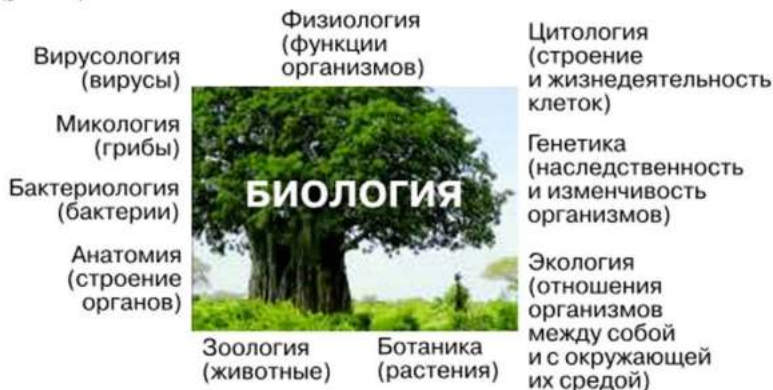 Физиология
(функции
организмов)
Вирусология
(вирусы)
Микология
(грибы)
Бактериология
(бактерии)
Анатомия
(строение
органов)
БИОЛОГИЯ
Цитология
(строение
и жизнедеятельность
клеток)
Генетика
(наследственность
и изменчивость
организмов)
Экология
(отношения
организмов
между собой
и с окружающей
их средой)
Зоология
(животные)
Ботаника
(растения)